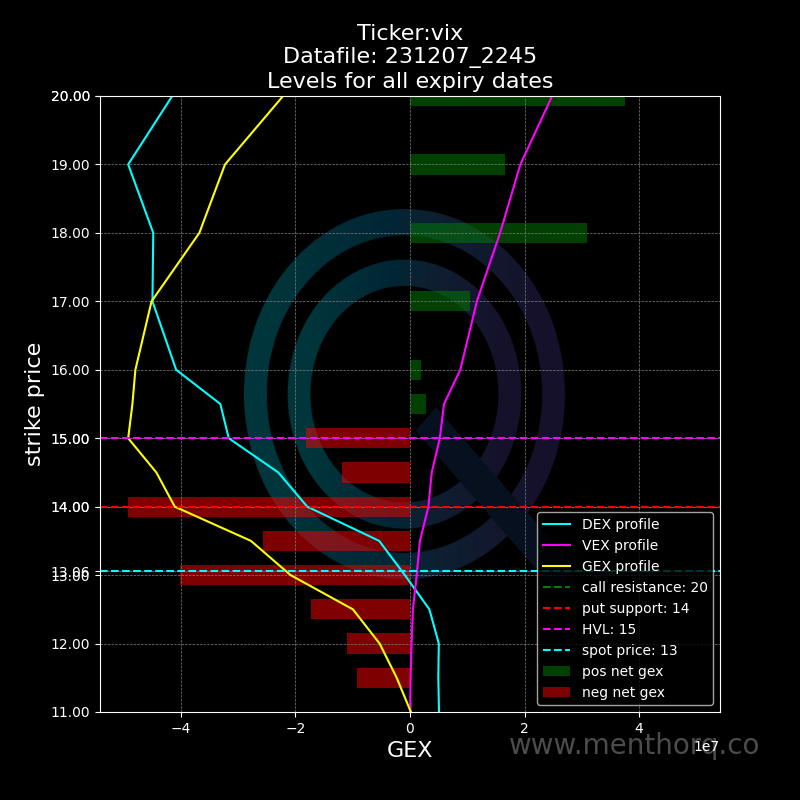 Ticker:vix
Datafile: 231207_2245
Levels for all expiry dates
20.00
19.00
18.00
17.00
16.00
15.00
14.00
13.06
13.00
12.00
11.00
strike price
DEX profile
VEX profile
GEX profile
call resistance: 20
put support: 14
HVL: 15
spot price: 13
pos net gex
neg net gex
−4
−2
0
2
4
1e7
GEX
www.menthorq.co